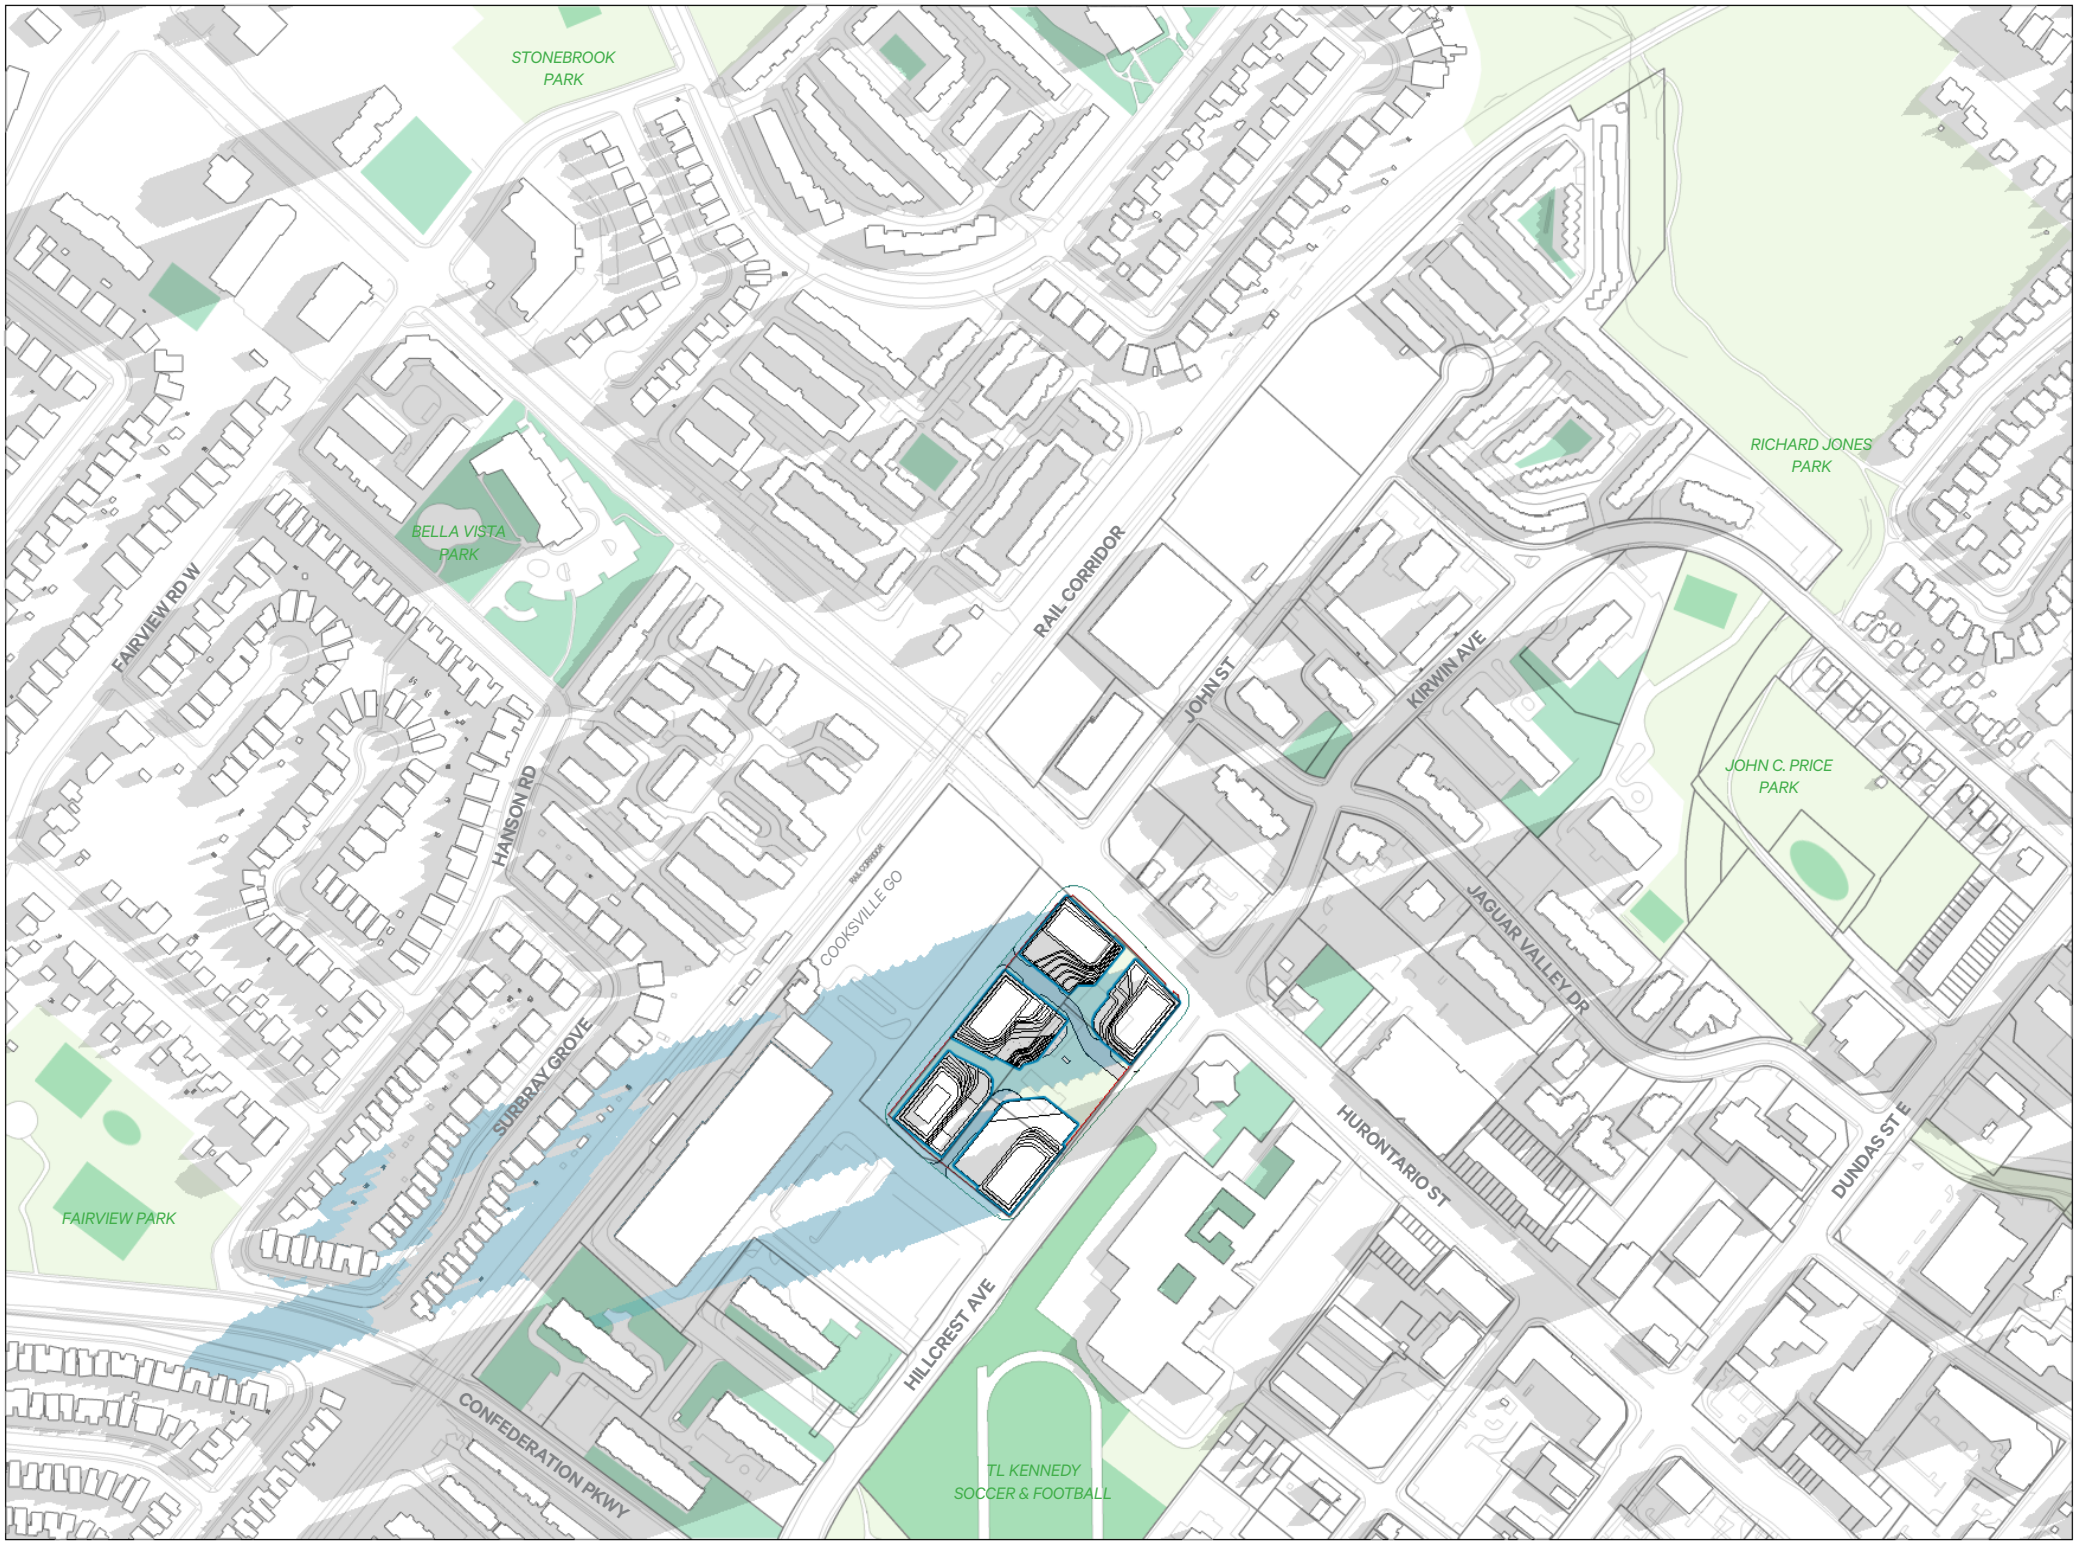 STONEBROOK
PARK
RICHARD JONES
PARK
BELLA VISTA
PARK
FAIRVIEW RD W
RAIL CORRIDOR
JOHN ST
KIRWIN AVE
JOHN C. PRICE
PARK
HANSON RD
RAIL CORRIDOR
COOKSVILLE GO
JAGUAR VALLEY DR
SURBRAY GROVE
HURONTARIO ST
DUNDAS ST E
FAIRVIEW PARK
HILLCREST AVE
CONFEDERATION PKWY
TL KENNEDY
SOCCER & FOOTBALL